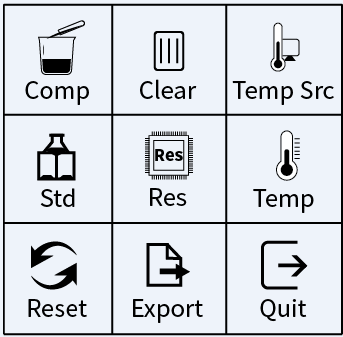 Comp Clear Temp Src
Res
Std Res Temp
Reset Export Quit